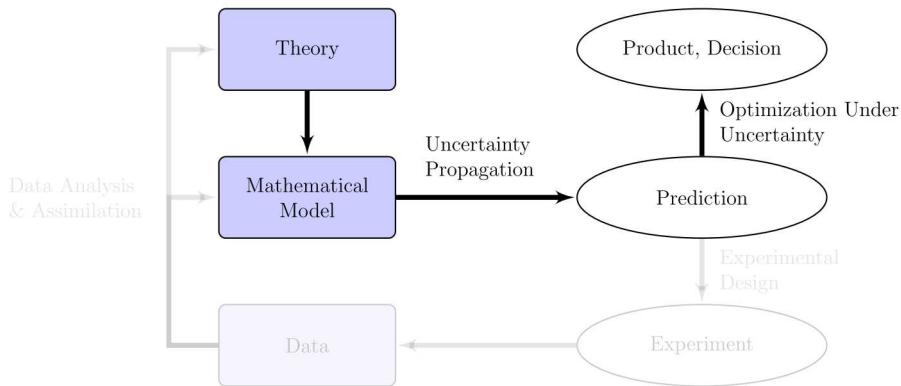 Theory
Product, Decision
Optimization Under
Uncertainty
Uncertainty
Propagation
Data Analysis
& Assimilation
Mathematical
Model
Prediction
Experimental
Design
Data
Experiment